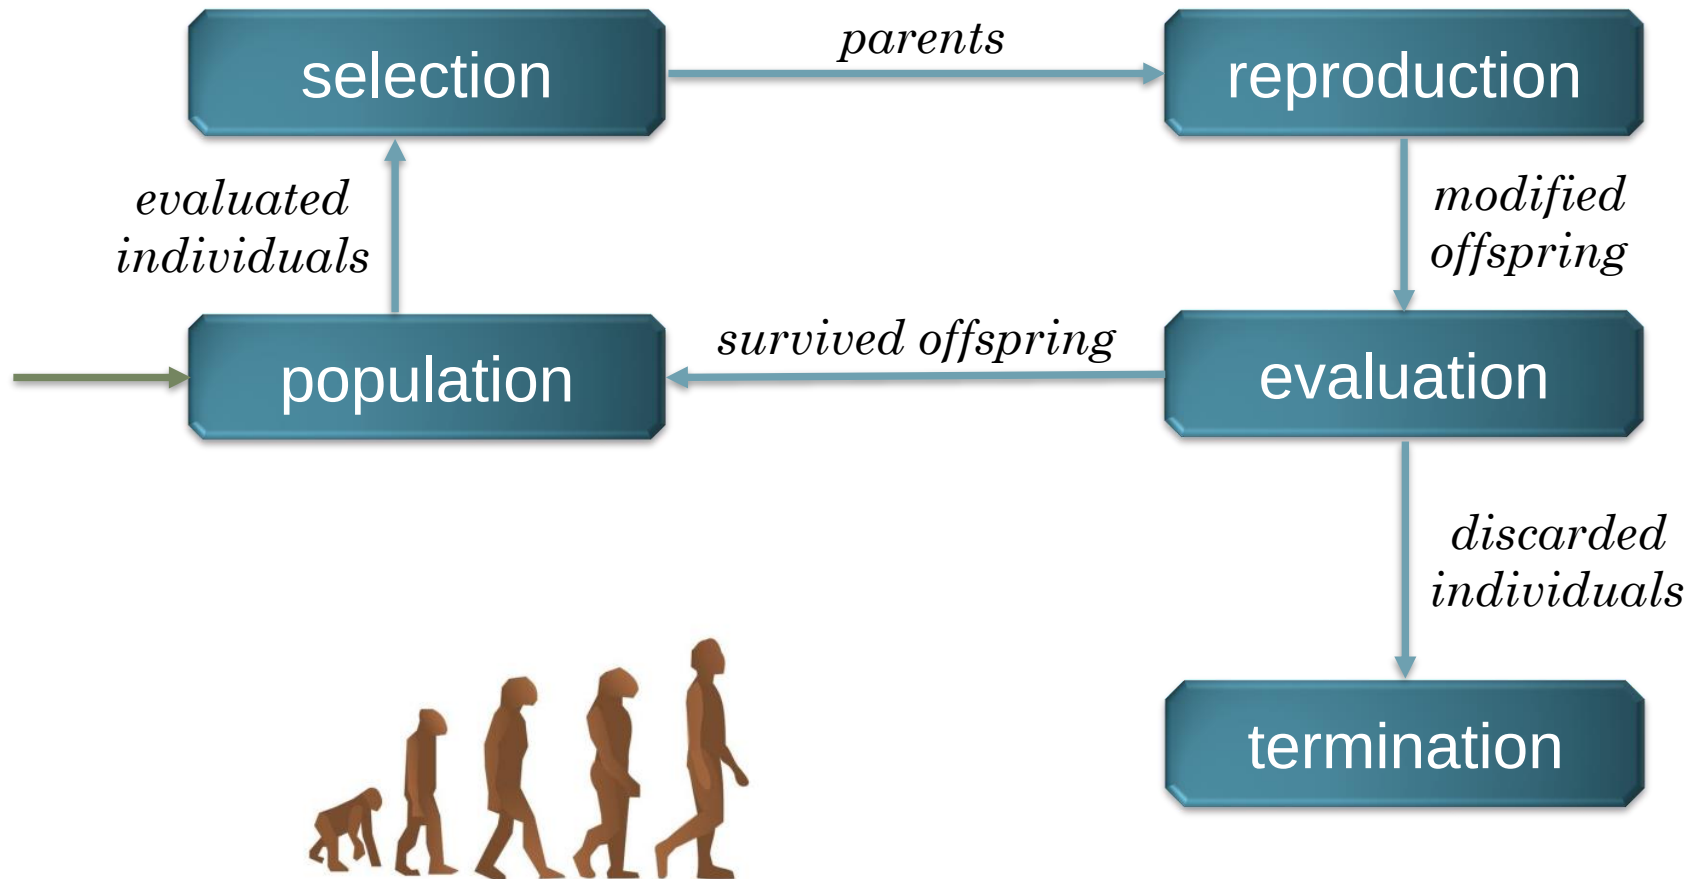 selection
parents
reproduction
evaluated
individuals
modified
offspring
population
survived offspring
evaluation
discarded
individuals
termination